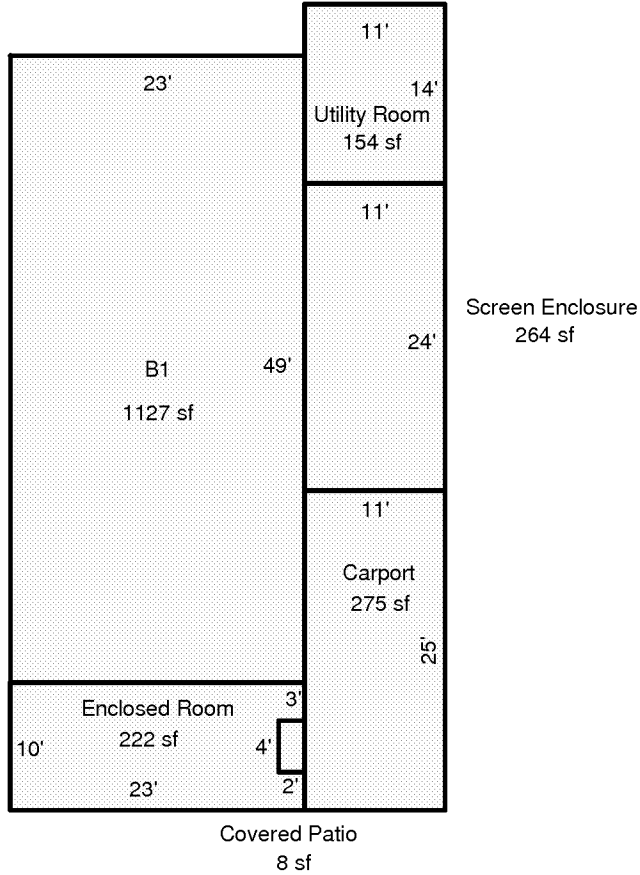 11'
14'
Utility Room
154 sf
23'
11'
24'
Screen Enclosure
264 sf
49'
B1
1127 sf
11'
Carport
275 sf
25'
Enclosed Room
222 sf
3'
4'
2'
10'
23'
Covered Patio
8 sf